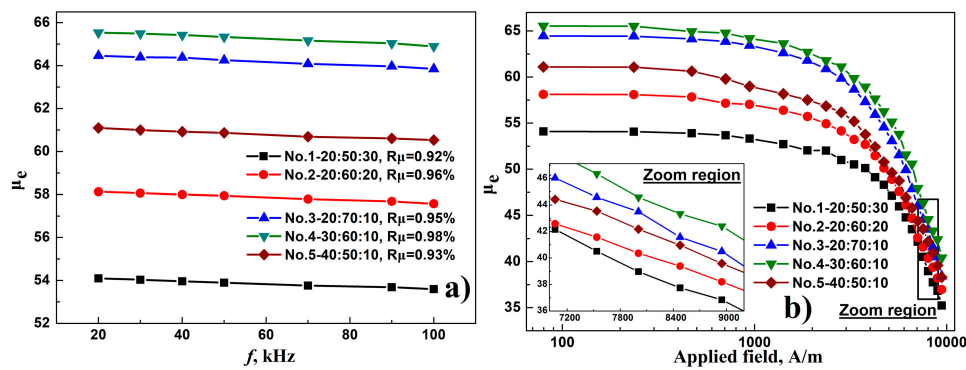 66
64
62
60
58
56
54
52
μe
20
40
60
80
100
f, kHz
No.1-20:50:30, Rμ=0.92%
No.2-20:60:20, Rμ=0.96%
No.3-20:70:10, Rμ=0.95%
No.4-30:60:10, Rμ=0.98%
No.5-40:50:10, Rμ=0.93%
a)
65
60
55
50
45
40
35
μe
100
1000
10000
Applied field, A/m
Zoom region
46
44
42
40
38
36
7200
7800
8400
9000
No.1-20:50:30
No.2-20:60:20
No.3-20:70:10
No.4-30:60:10
No.5-40:50:10
b)
Zoom region